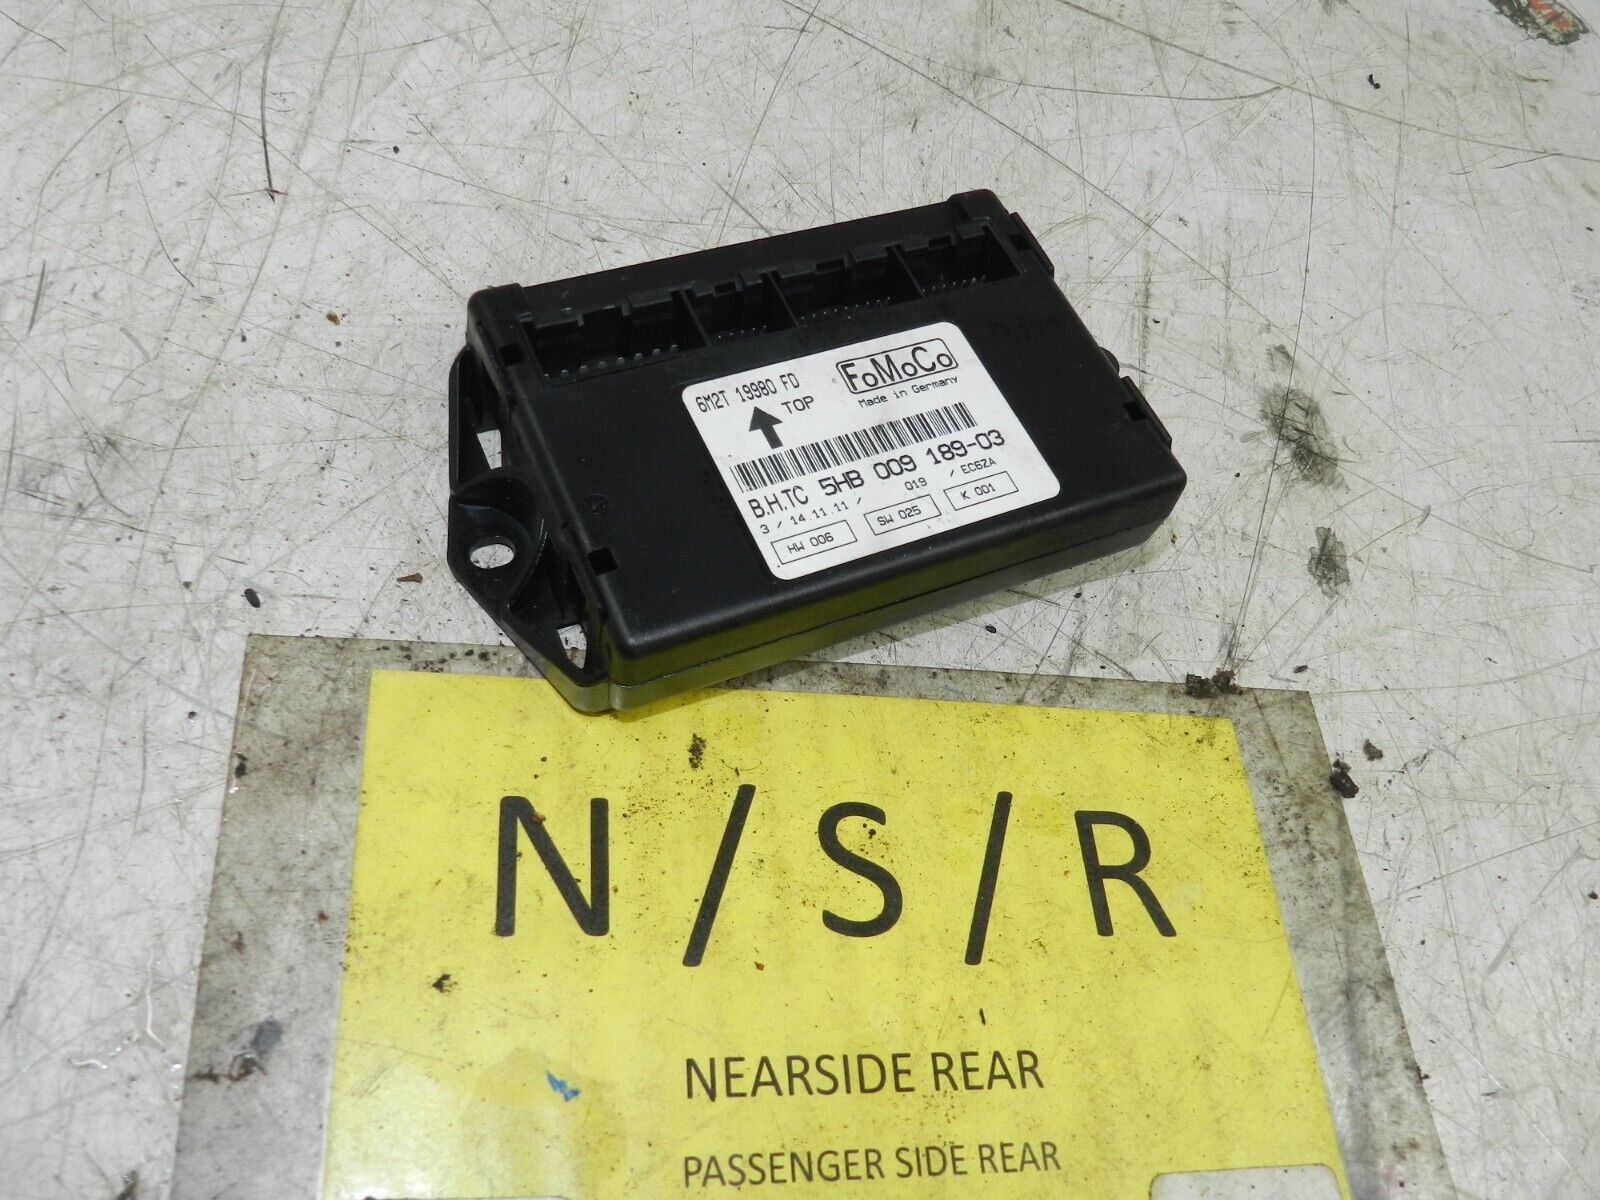 6M2T 19980 FD
FoMoCo
TOP
Made in Germany
B.H.TC 5HB 009 189-03
3 / 14.11.11 / 019 / EC6ZA
HW 006
SW 025
K 001
N/S/R
NEARSIDE REAR
PASSENGER SIDE REAR